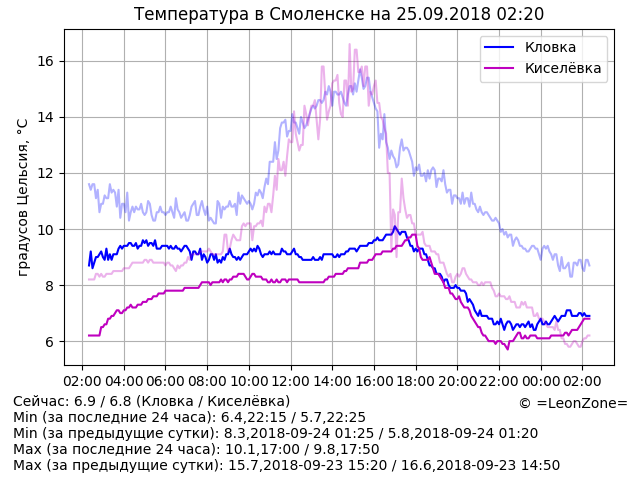 Температура в Смоленске на 25.09.2018 02:20
Кловка
Киселёвка
градусов Цельсия, °C
16
14
12
10
8
6
02:00 04:00 06:00 08:00 10:00 12:00 14:00 16:00 18:00 20:00 22:00 00:00 02:00
Сейчас: 6.9 / 6.8 (Кловка / Киселёвка)
© =LeonZone=
Min (за последние 24 часа): 6.4,22:15 / 5.7,22:25
Min (за предыдущие сутки): 8.3,2018-09-24 01:25 / 5.8,2018-09-24 01:20
Max (за последние 24 часа): 10.1,17:00 / 9.8,17:50
Max (за предыдущие сутки): 15.7,2018-09-23 15:20 / 16.6,2018-09-23 14:50